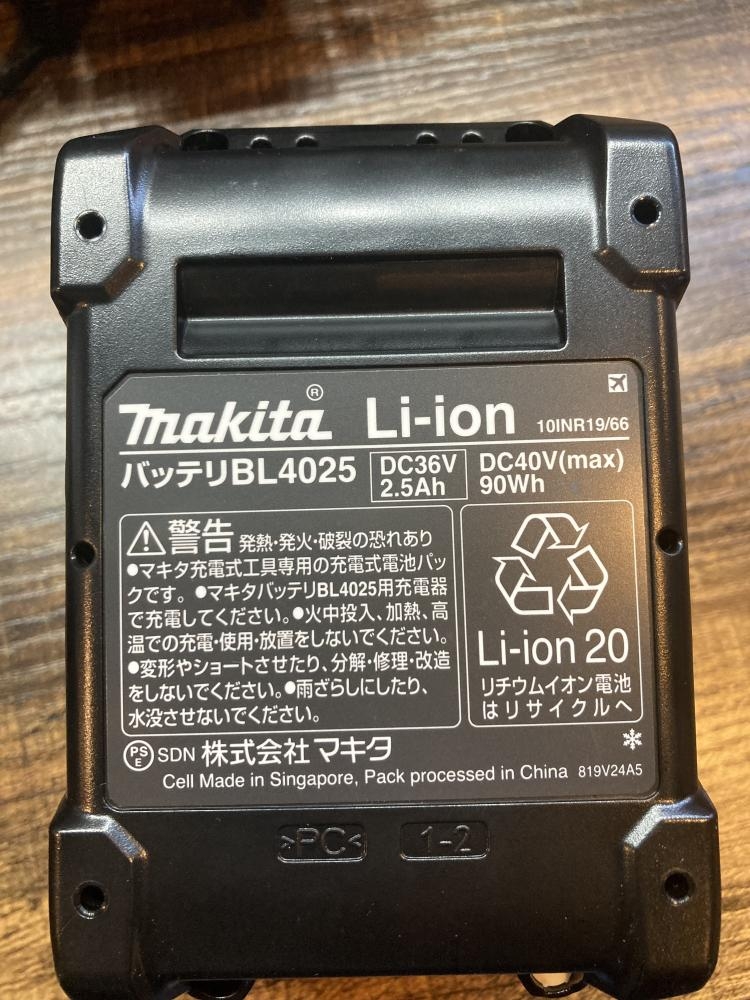 makita® Li-ion 10INR19/66
バッテリBL4025 DC36V 2.5Ah DC40V(max) 90Wh
⚠警告 発熱・発火・破裂の恐れあり
●マキタ充電式工具専用の充電式電池パッ
クです。●マキタバッテリBL4025用充電器
で充電してください。●火中投入、加熱、高
温での充電・使用・放置をしないでください。
●変形やショートさせたり、分解・修理・改造
をしないでください。●雨ざらしにしたり、
水没させないでください。
Li-ion 20
リチウムイオン電池
はリサイクルへ
PSE SDN 株式会社 マキタ
Cell Made in Singapore, Pack processed in China 819V24A5
>PC< 1-2